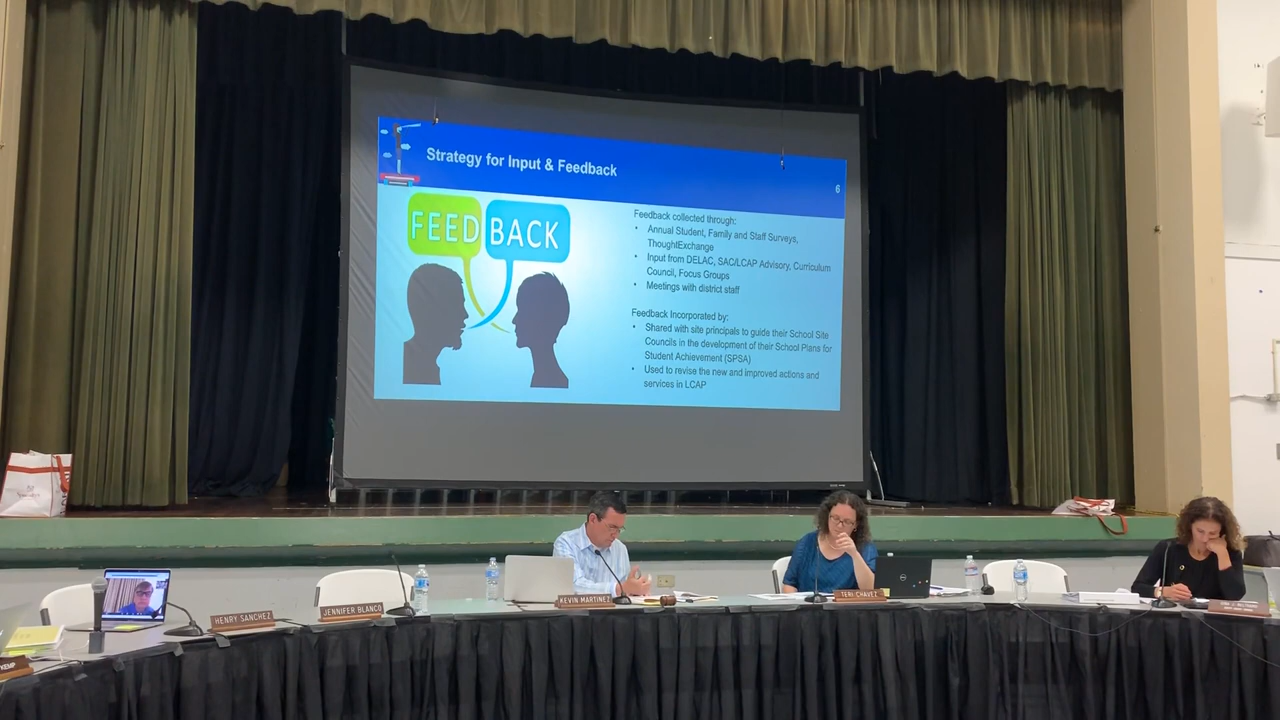 Strategy for Input & Feedback
6
FEEDBACK
Feedback collected through:
• Annual Student, Family and Staff Surveys,
ThoughtExchange
• Input from DELAC, SAC/LCAP Advisory, Curriculum
Council, Focus Groups
• Meetings with district staff
Feedback Incorporated by:
• Shared with site principals to guide their School Site
Councils in the development of their School Plans for
Student Achievement (SPSA)
• Used to revise the new and improved actions and
services in LCAP
KEMP
HENRY SANCHEZ
JENNIFER BLANCO
KEVIN MARTINEZ
TERI CHAVEZ
DELL